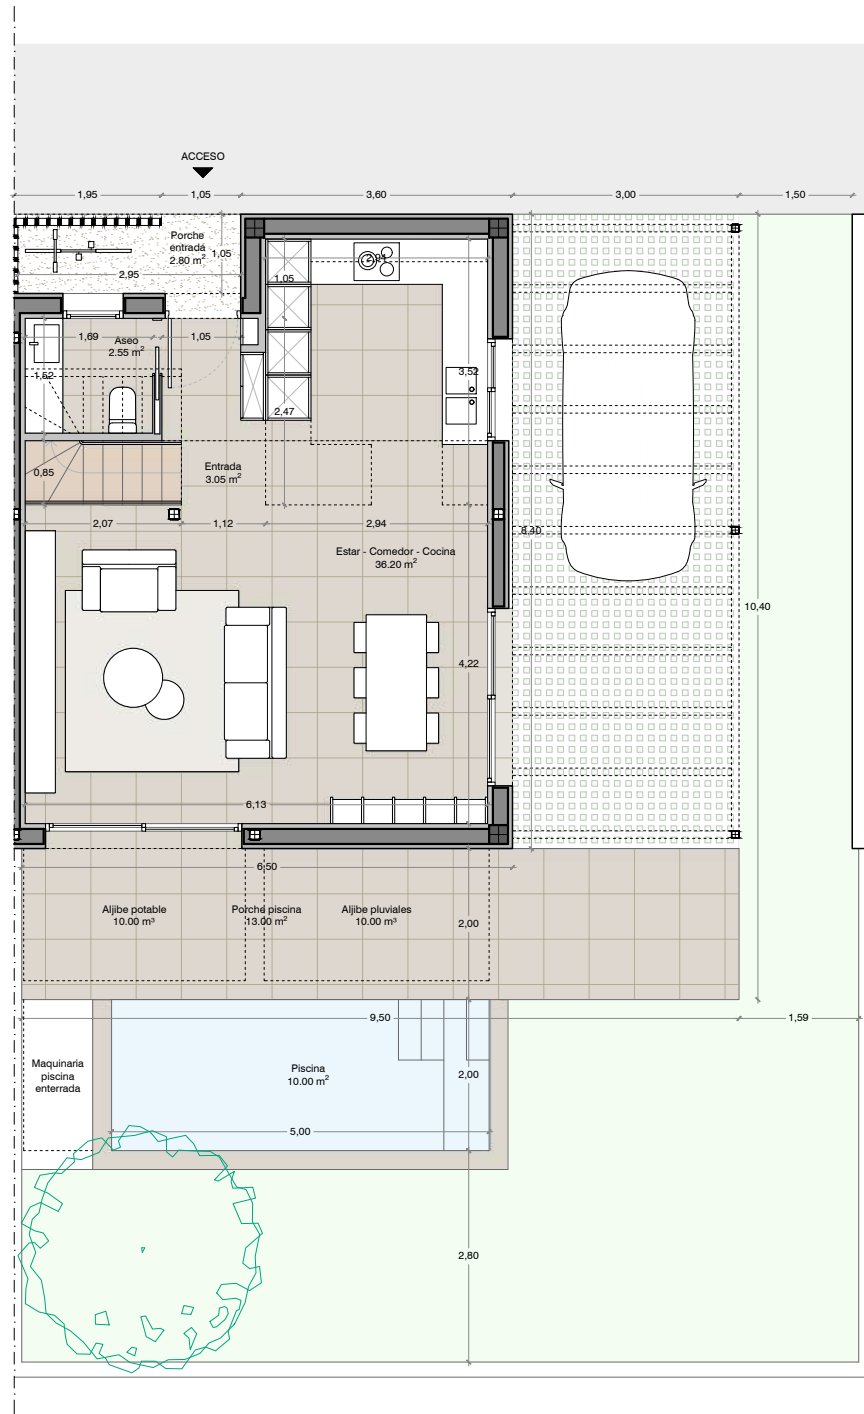 ACCESO
1,95
1,05
3,60
3,00
1,50
Porche
entrada
2.80 m²
1,05
2,95
2,94
1,05
1,69
1,05
Aseo
2.55 m²
1,52
3,52
2,47
0,85
Entrada
3.05 m²
2,07
1,12
2,94
8,40
Estar - Comedor - Cocina
36.20 m²
10,40
4,22
6,13
6,50
Aljibe potable
10.00 m³
Porche piscina
13.00 m²
Aljibe pluviales
10.00 m³
2,00
9,50
1,59
Maquinaria
piscina
enterrada
Piscina
10.00 m²
2,00
5,00
2,80